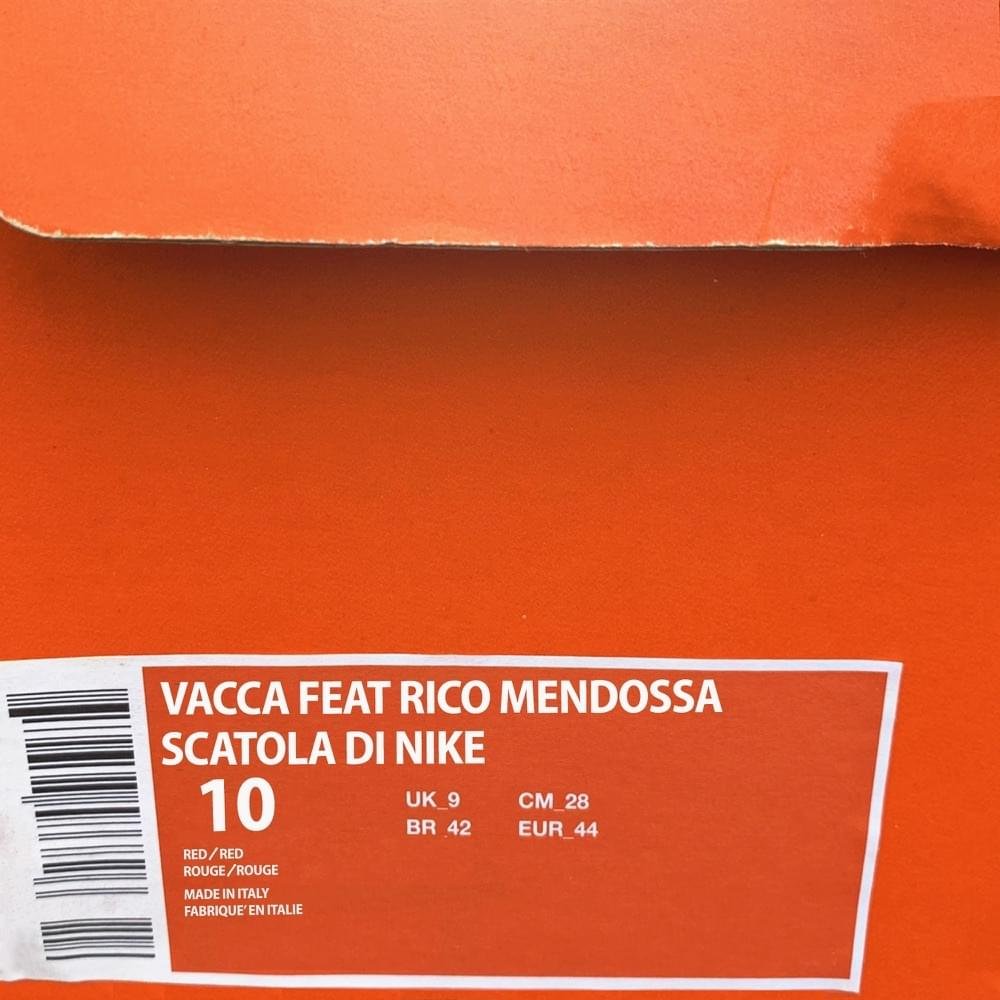 VACCA FEAT RICO MENDOSSA
SCATOLA DI NIKE
10
UK_9 CM_28
BR_42 EUR_44
RED/RED
ROUGE/ROUGE
MADE IN ITALY
FABRIQUE' EN ITALIE